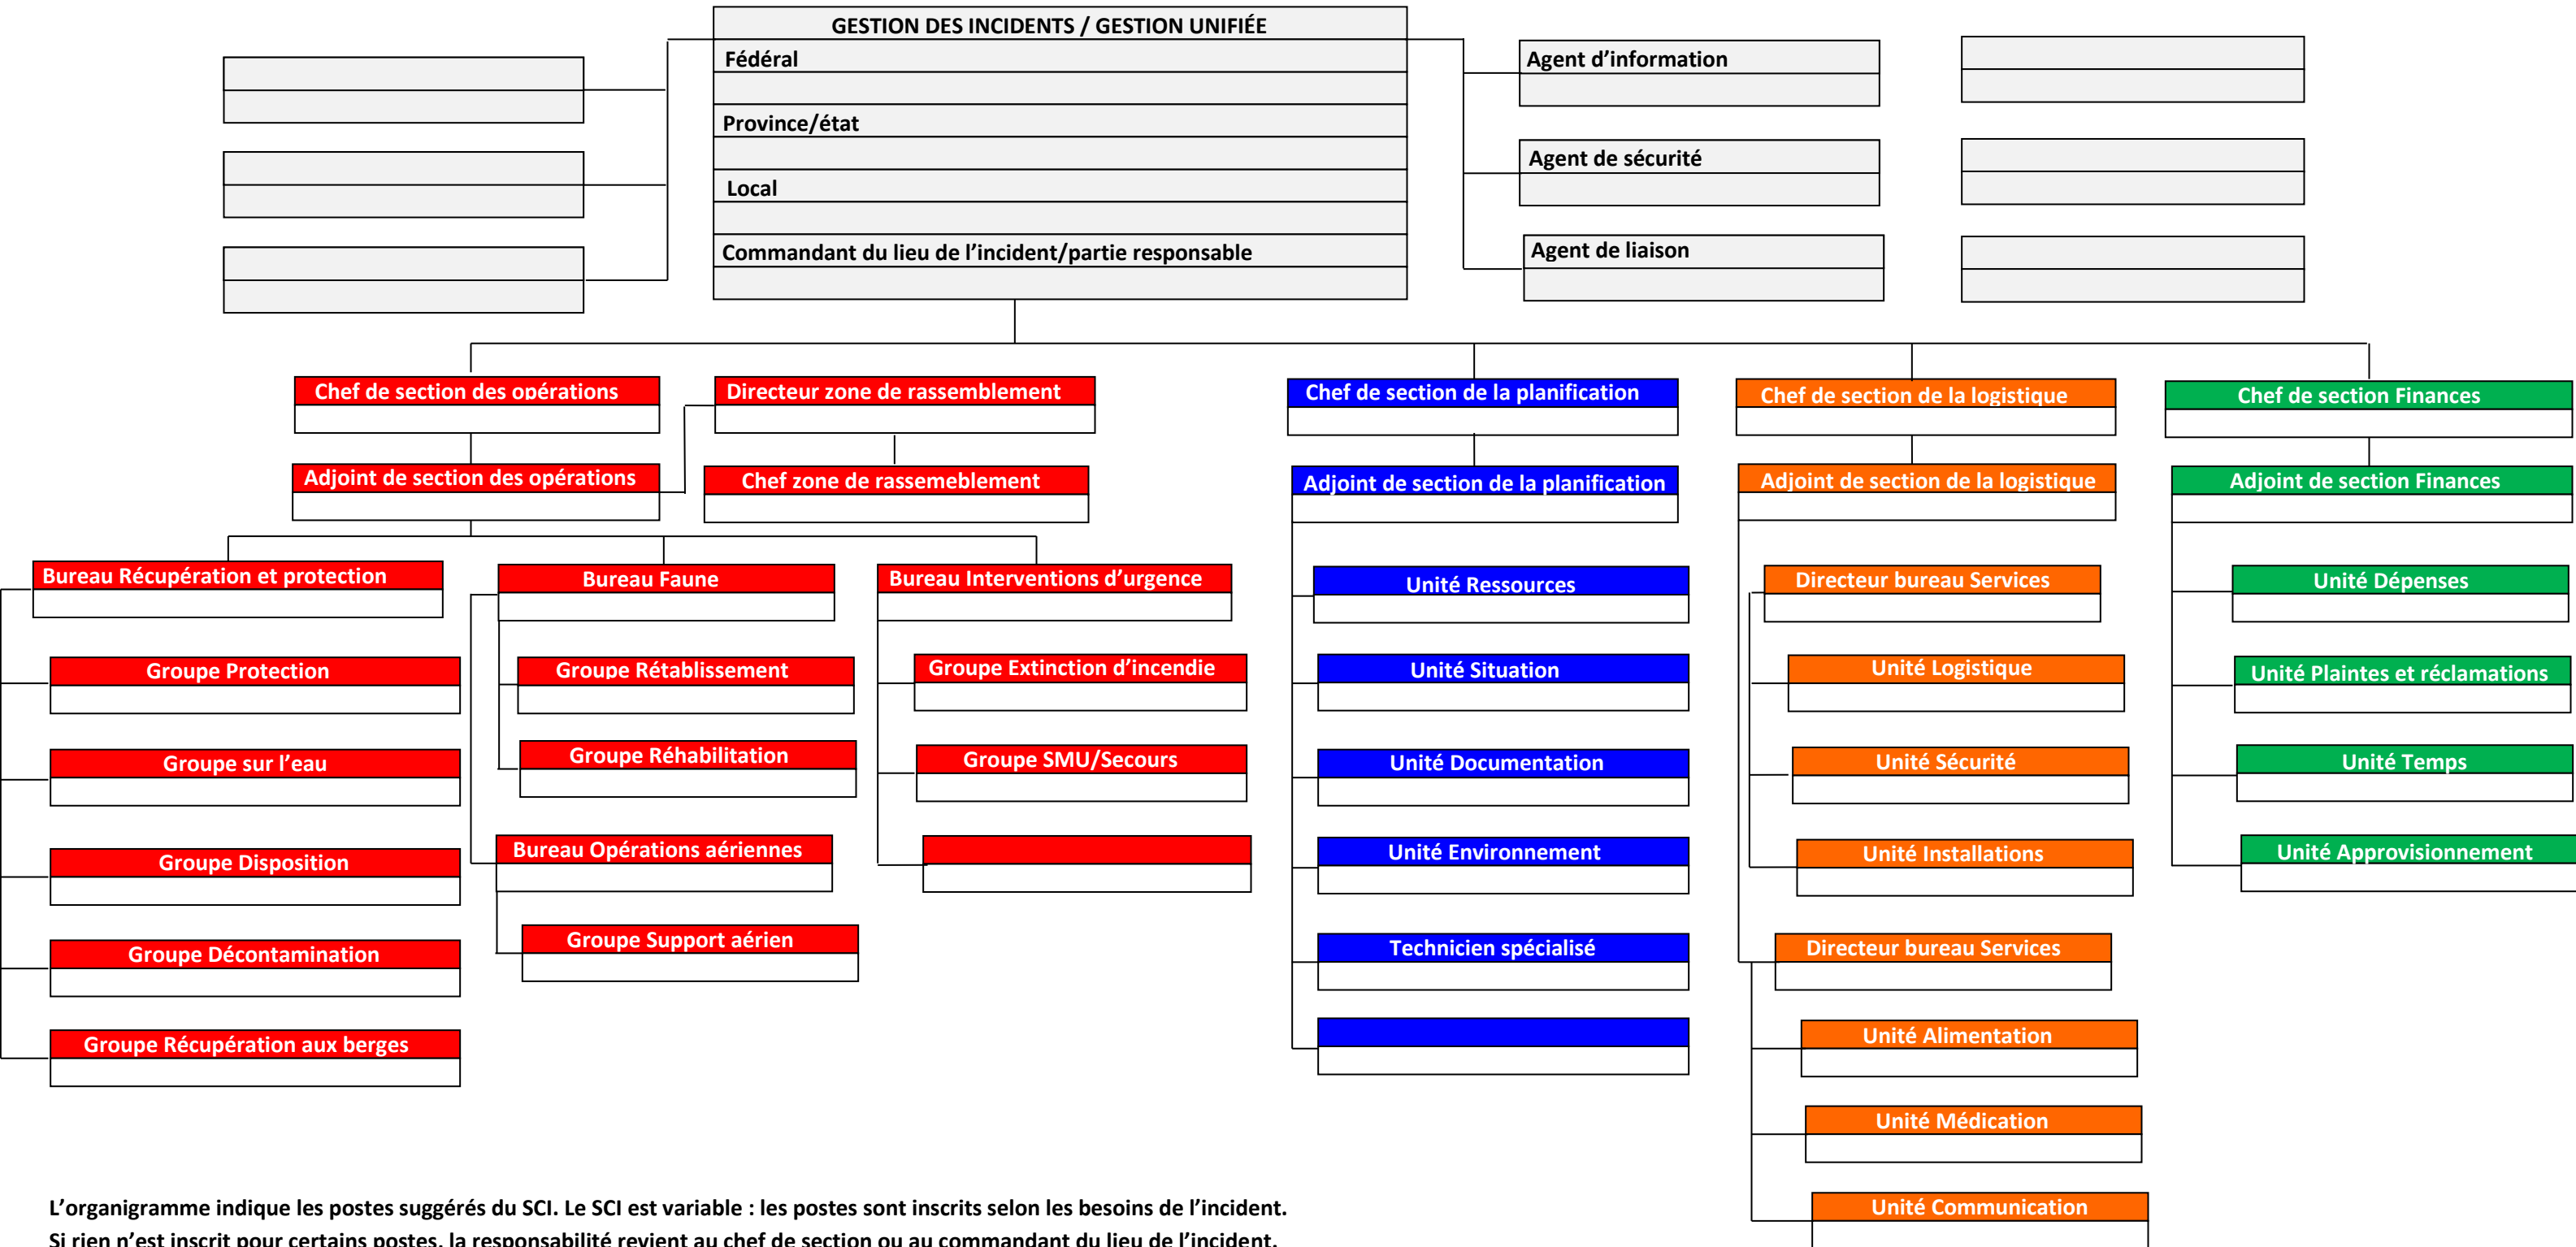 GESTION DES INCIDENTS / GESTION UNIFIÉE
Fédéral
Province/état
Local
Commandant du lieu de l'incident/partie responsable
Agent d'information
Agent de sécurité
Agent de liaison
Chef de section des opérations
Adjoint de section des opérations
Directeur zone de rassemblement
Chef zone de rassemeblement
Bureau Récupération et protection
Groupe Protection
Groupe sur l'eau
Groupe Disposition
Groupe Décontamination
Groupe Récupération aux berges
Bureau Faune
Groupe Rétablissement
Groupe Réhabilitation
Bureau Opérations aériennes
Groupe Support aérien
Bureau Interventions d'urgence
Groupe Extinction d'incendie
Groupe SMU/Secours
Chef de section de la planification
Adjoint de section de la planification
Unité Ressources
Unité Situation
Unité Documentation
Unité Environnement
Technicien spécialisé
Chef de section de la logistique
Adjoint de section de la logistique
Directeur bureau Services
Unité Logistique
Unité Sécurité
Unité Installations
Directeur bureau Services
Unité Alimentation
Unité Médication
Unité Communication
Chef de section Finances
Adjoint de section Finances
Unité Dépenses
Unité Plaintes et réclamations
Unité Temps
Unité Approvisionnement
L'organigramme indique les postes suggérés du SCI. Le SCI est variable : les postes sont inscrits selon les besoins de l'incident.
Si rien n'est inscrit pour certains postes, la responsabilité revient au chef de section ou au commandant du lieu de l'incident.